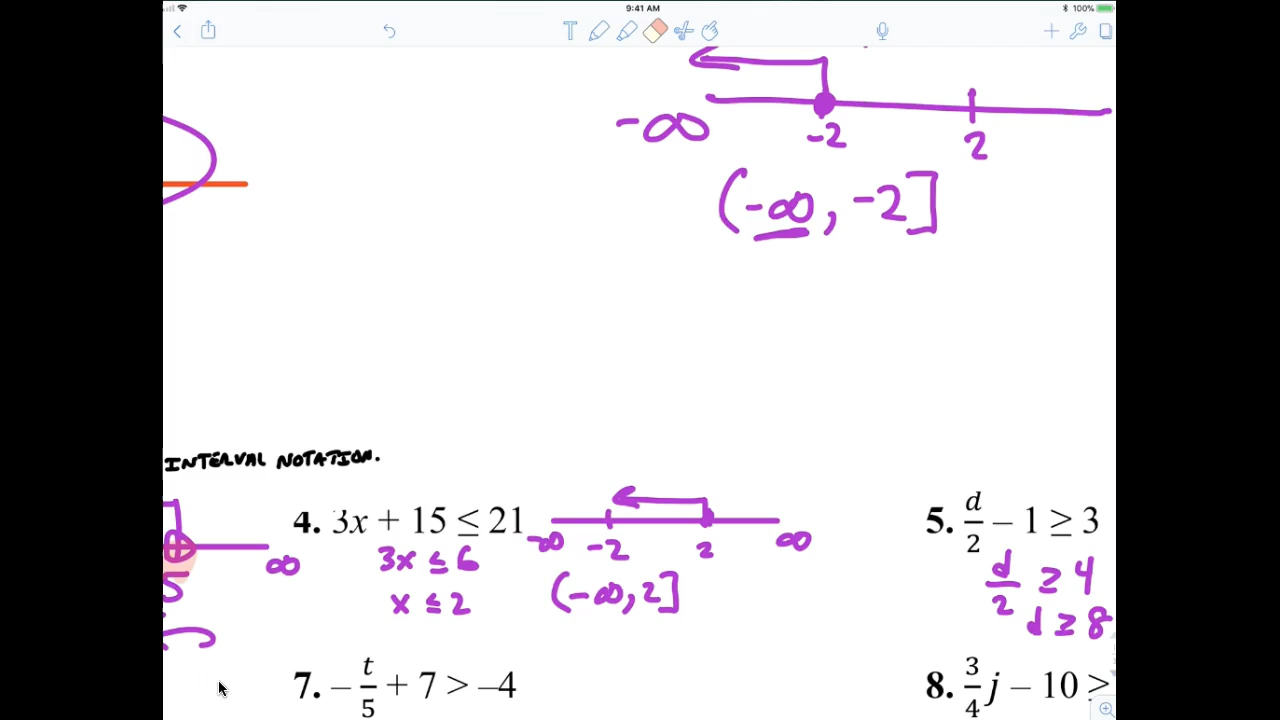 9:41 AM
100%
-∞ -2 2
(-∞, -2]
INTERVAL NOTATION.
4. 3x + 15 ≤ 21
-∞ -2 2 ∞
3x ≤ 6
x ≤ 2
(-∞, 2]
5. d/2 – 1 ≥ 3
d/2 ≥ 4
d ≥ 8
∞
7. –t/5 + 7 > –4
8. 3/4 j – 10 >